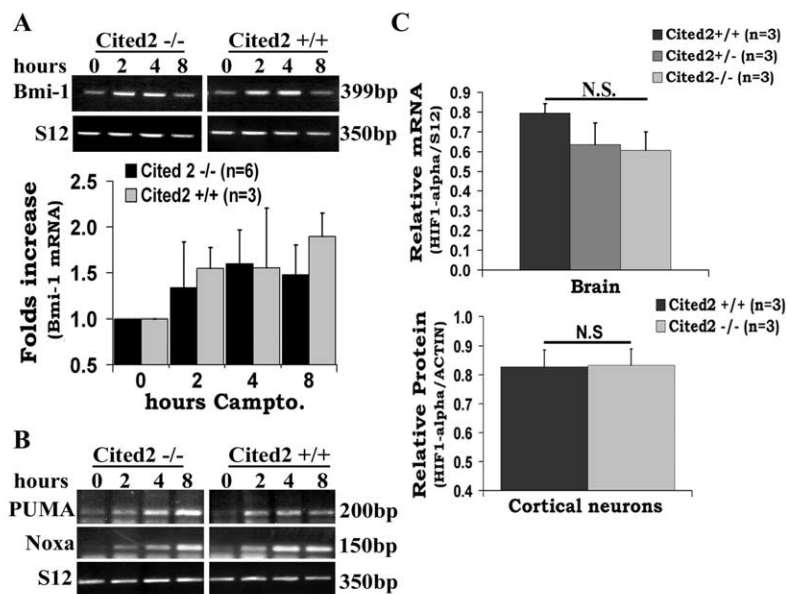 A
Cited2 -/- Cited2 +/+
hours 0 2 4 8 0 2 4 8
Bmi-1 399bp
S12 350bp
Cited 2 -/- (n=6)
Cited2 +/+ (n=3)
Folds increase
(Bmi-1 mRNA)
2.5
2.0
1.5
1.0
0.5
0 2 4 8
hours Campto.
B
Cited2 -/- Cited2 +/+
hours 0 2 4 8 0 2 4 8
PUMA 200bp
Noxa 150bp
S12 350bp
C
Cited2+/+ (n=3)
Cited2+/- (n=3)
Cited2-/- (n=3)
N.S.
Relative mRNA
(HIF1-alpha/S12)
0.9
0.8
0.7
0.6
0.5
0.4
0.3
0.2
0.1
0.0
Brain
Cited2 +/+ (n=3)
Cited2 -/- (n=3)
N.S
Relative Protein
(HIF1-alpha/ACTIN)
1.0
0.9
0.8
0.7
0.6
0.5
0.4
Cortical neurons